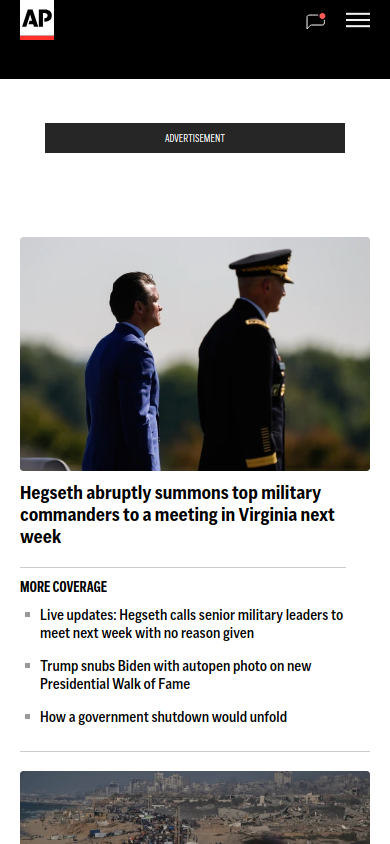 AP
ADVERTISEMENT
Hegseth abruptly summons top military
commanders to a meeting in Virginia next
week
MORE COVERAGE
Live updates: Hegseth calls senior military leaders to
meet next week with no reason given
Trump snubs Biden with autopen photo on new
Presidential Walk of Fame
How a government shutdown would unfold